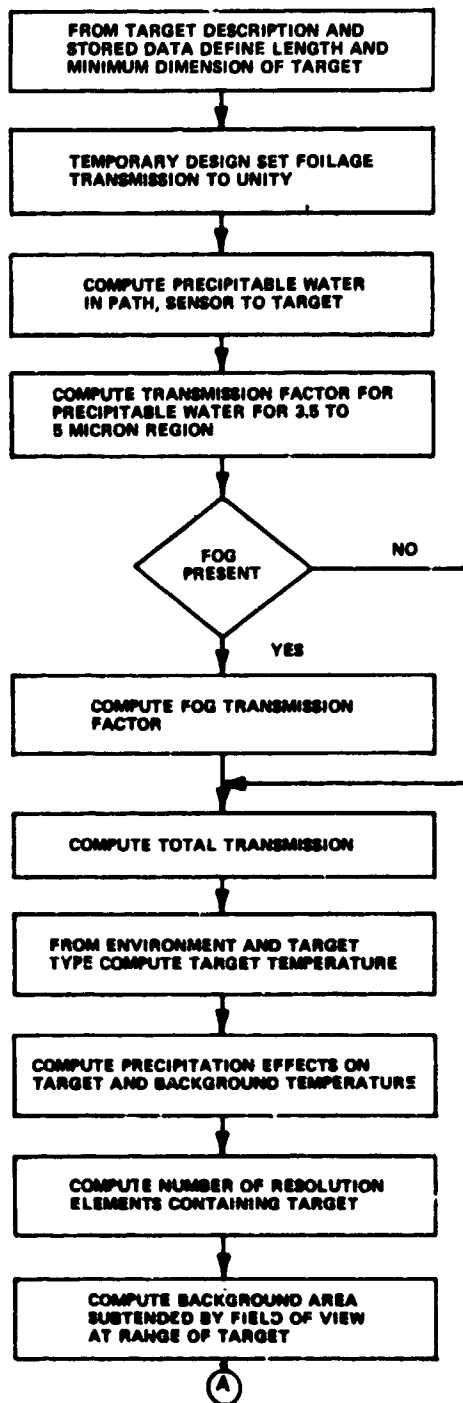 FROM TARGET DESCRIPTION AND
STORED DATA DEFINE LENGTH AND
MINIMUM DIMENSION OF TARGET
TEMPORARY DESIGN SET FOILAGE
TRANSMISSION TO UNITY
COMPUTE PRECIPITABLE WATER
IN PATH, SENSOR TO TARGET
COMPUTE TRANSMISSION FACTOR FOR
PRECIPITABLE WATER FOR 3.5 TO
5 MICRON REGION
FOG
PRESENT
NO
YES
COMPUTE FOG TRANSMISSION
FACTOR
COMPUTE TOTAL TRANSMISSION
FROM ENVIRONMENT AND TARGET
TYPE COMPUTE TARGET TEMPERATURE
COMPUTE PRECIPITATION EFFECTS ON
TARGET AND BACKGROUND TEMPERATURE
COMPUTE NUMBER OF RESOLUTION
ELEMENTS CONTAINING TARGET
COMPUTE BACKGROUND AREA
SUBTENDED BY FIELD OF VIEW
AT RANGE OF TARGET
A